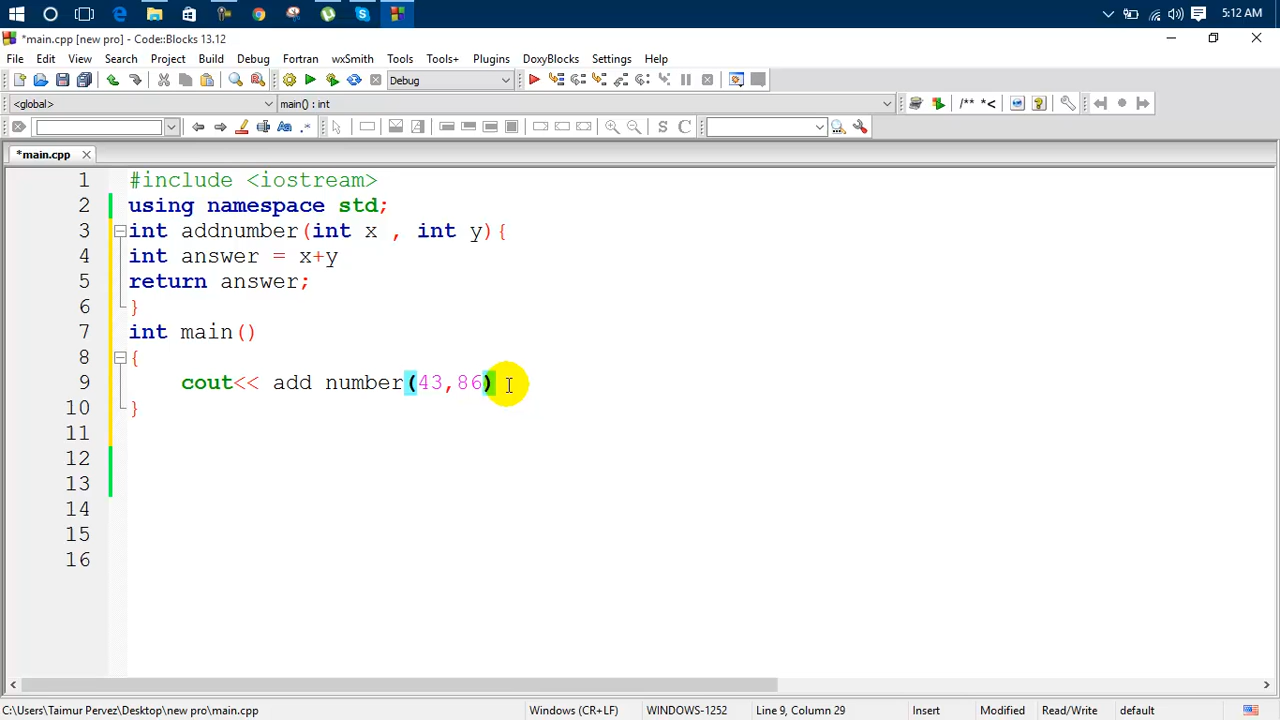 5:12 AM
*main.cpp [new pro] - Code::Blocks 13.12
File Edit View Search Project Build Debug Fortran wxSmith Tools Tools+ Plugins DoxyBlocks Settings Help
Debug
<global> main() : int /** *<
Aa .* S C
*main.cpp
1 #include <iostream>
2 using namespace std;
3 int addnumber(int x , int y){
4 int answer = x+y
5 return answer;
6 }
7 int main()
8 {
9 cout<< add number(43,86)
10 }
11
12
13
14
15
16
C:\Users\Taimur Pervez\Desktop\new pro\main.cpp Windows (CR+LF) WINDOWS-1252 Line 9, Column 29 Insert Modified Read/Write default